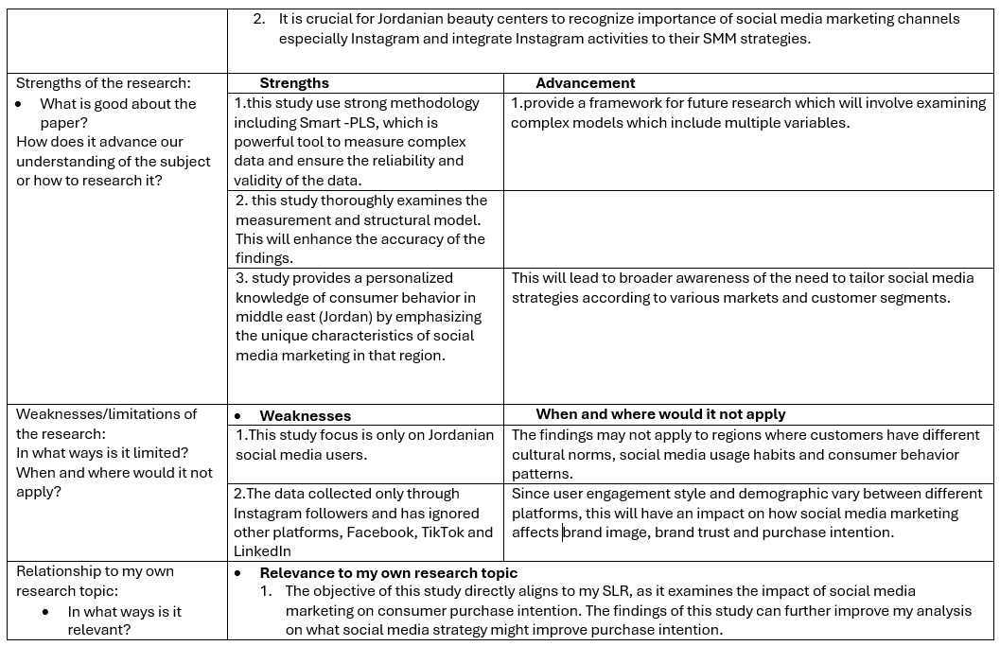 2. It is crucial for Jordanian beauty centers to recognize importance of social media marketing channels
especially Instagram and integrate Instagram activities to their SMM strategies.
Strengths of the research:
• What is good about the
paper?
How does it advance our
understanding of the subject
or how to research it?
Strengths
Advancement
1.this study use strong methodology
including Smart -PLS, which is
powerful tool to measure complex
data and ensure the reliability and
validity of the data.
1.provide a framework for future research which will involve examining
complex models which include multiple variables.
2. this study thoroughly examines the
measurement and structural model.
This will enhance the accuracy of the
findings.
3. study provides a personalized
knowledge of consumer behavior in
middle east (Jordan) by emphasizing
the unique characteristics of social
media marketing in that region.
This will lead to broader awareness of the need to tailor social media
strategies according to various markets and customer segments.
Weaknesses/limitations of
the research:
In what ways is it limited?
When and where would it not
apply?
• Weaknesses
When and where would it not apply
1.This study focus is only on Jordanian
social media users.
The findings may not apply to regions where customers have different
cultural norms, social media usage habits and consumer behavior
patterns.
2.The data collected only through
Instagram followers and has ignored
other platforms, Facebook, TikTok and
LinkedIn
Since user engagement style and demographic vary between different
platforms, this will have an impact on how social media marketing
affects brand image, brand trust and purchase intention.
Relationship to my own
research topic:
• In what ways is it
relevant?
• Relevance to my own research topic
1. The objective of this study directly aligns to my SLR, as it examines the impact of social media
marketing on consumer purchase intention. The findings of this study can further improve my analysis
on what social media strategy might improve purchase intention.